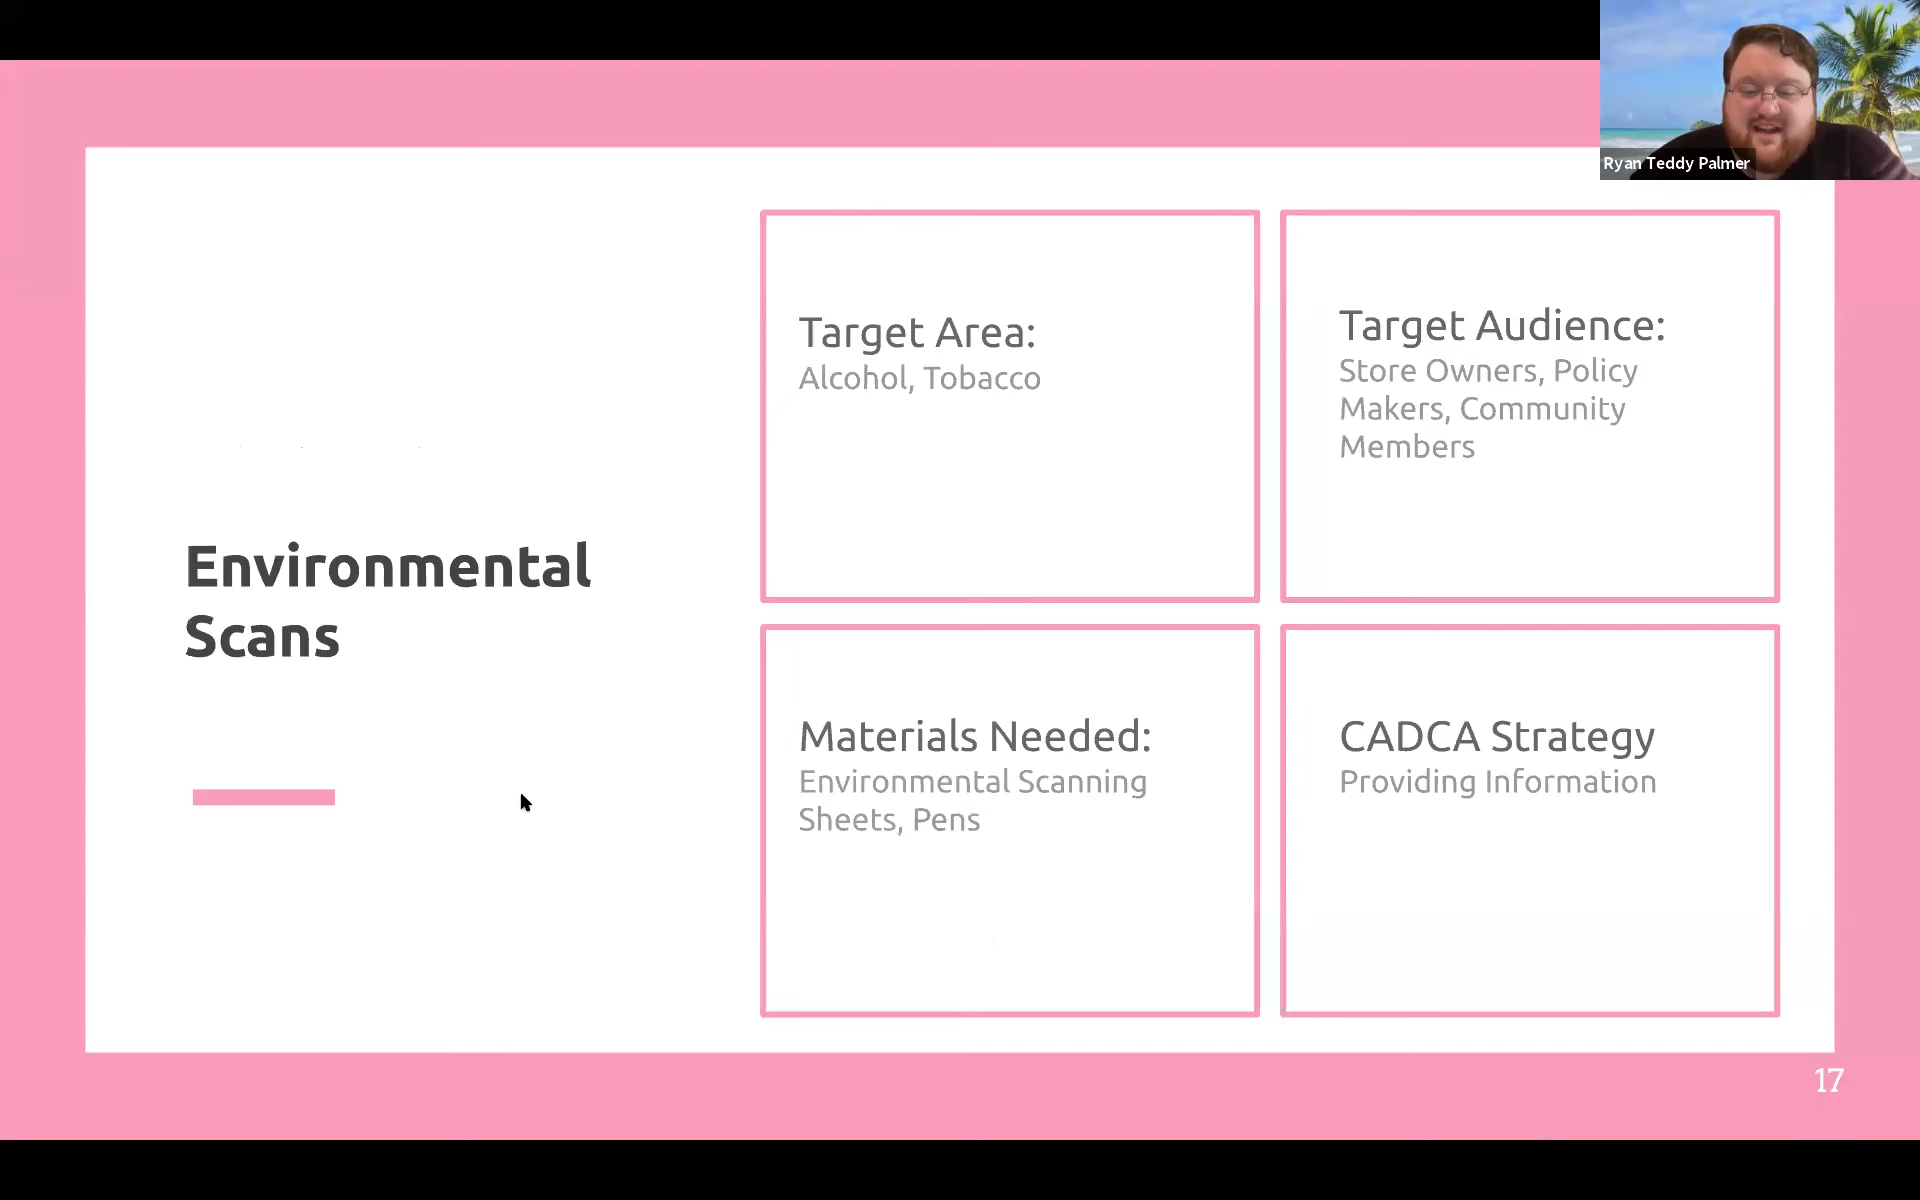 Ryan Teddy Palmer
Environmental
Scans
Target Area:
Alcohol, Tobacco
Target Audience:
Store Owners, Policy
Makers, Community
Members
Materials Needed:
Environmental Scanning
Sheets, Pens
CADCA Strategy
Providing Information
17